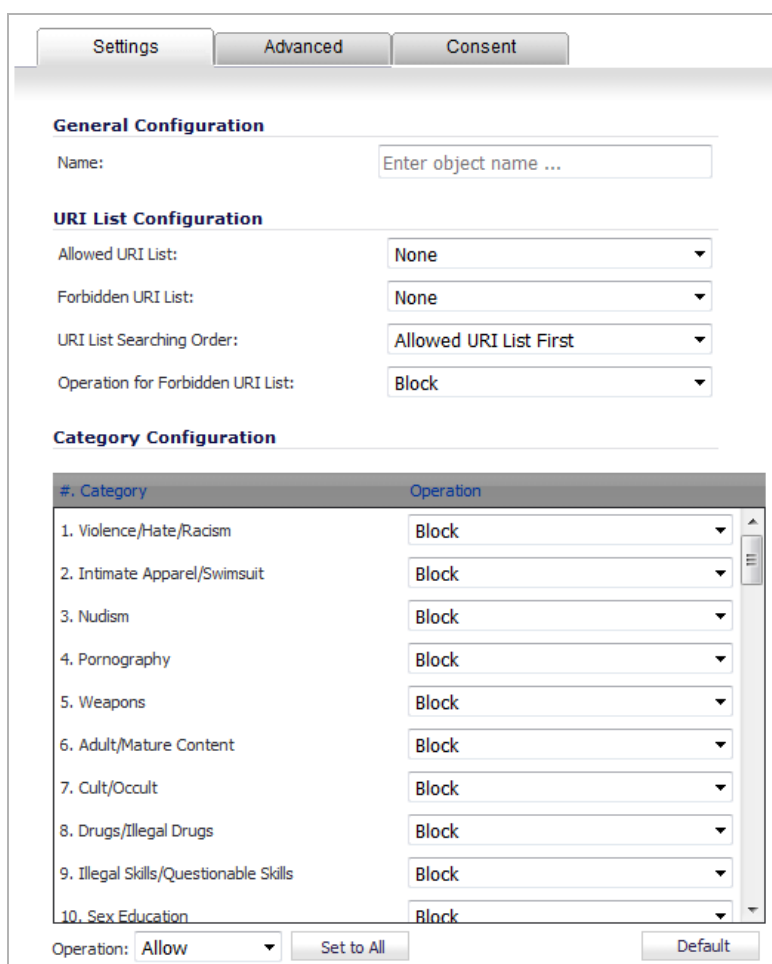 Settings Advanced Consent
General Configuration
Name: Enter object name ...
URI List Configuration
Allowed URI List: None
Forbidden URI List: None
URI List Searching Order: Allowed URI List First
Operation for Forbidden URI List: Block
Category Configuration
#. Category Operation
1. Violence/Hate/Racism Block
2. Intimate Apparel/Swimsuit Block
3. Nudism Block
4. Pornography Block
5. Weapons Block
6. Adult/Mature Content Block
7. Cult/Occult Block
8. Drugs/Illegal Drugs Block
9. Illegal Skills/Questionable Skills Block
10. Sex Education Block
Operation: Allow Set to All Default